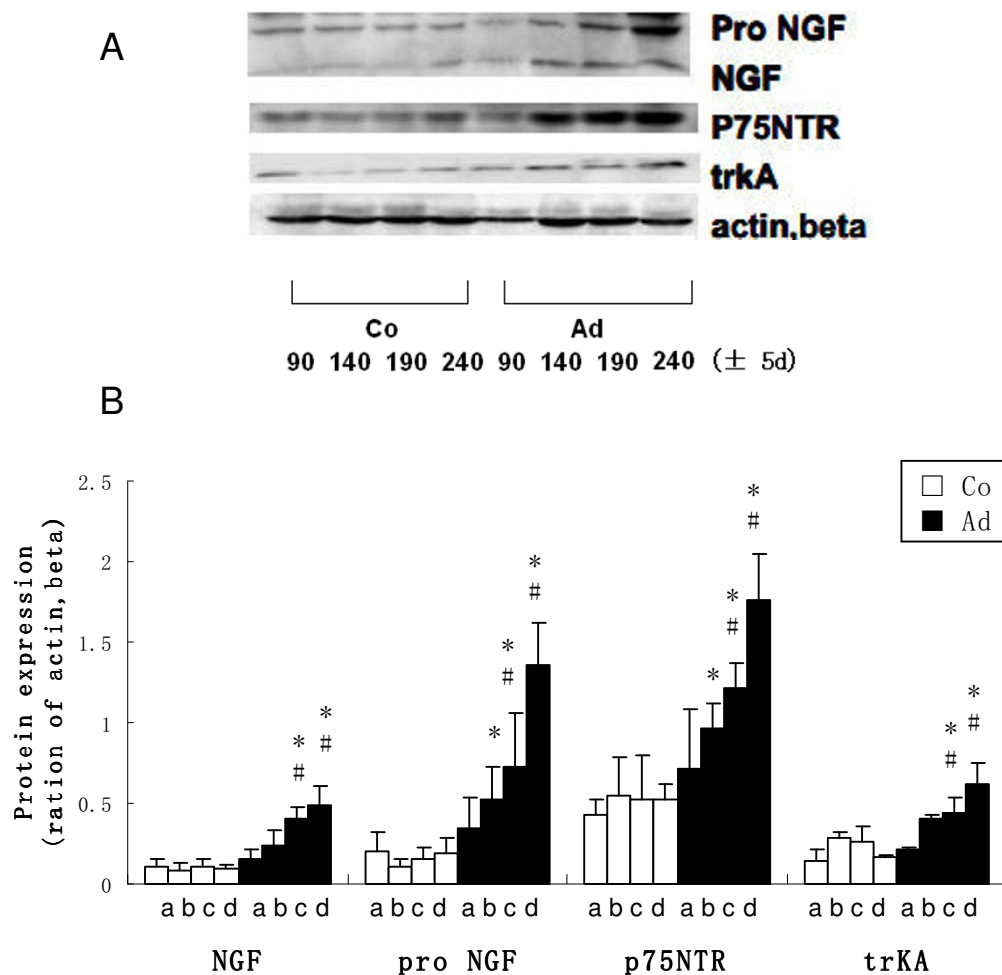 A
Pro NGF
NGF
P75NTR
trkA
actin,beta
Co Ad
90 140 190 240 90 140 190 240 (± 5d)
B
Protein expression
(ration of actin,beta)
2.5
2
1.5
1
0.5
0
Co
Ad
* # * #
* * # * #
* * # * #
* # * #
a b c d a b c d a b c d a b c d a b c d a b c d a b c d a b c d
NGF pro NGF p75NTR trKA